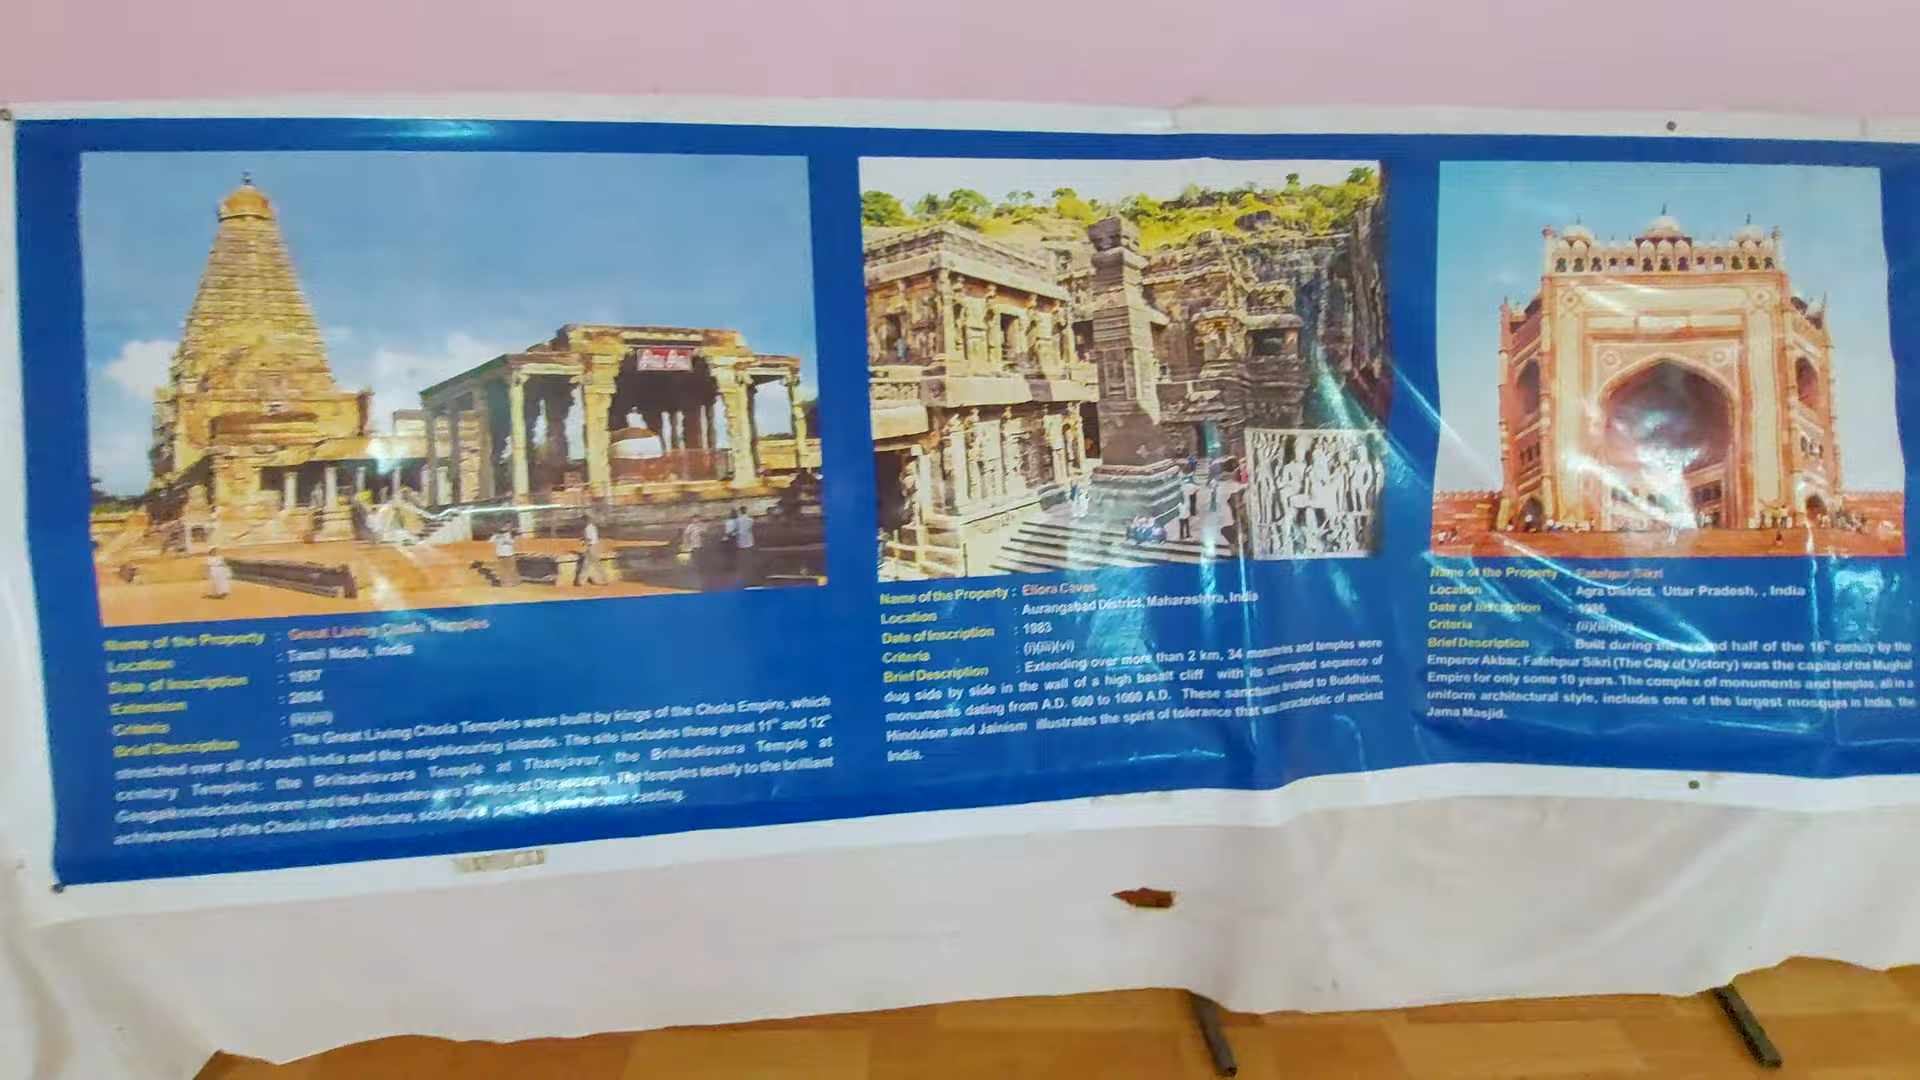 Name of the Property : Great Living Chola Temples
Location : Tamil Nadu, India
Date of Inscription : 1987
Extension : 2004
Criteria
Brief Description : The Great Living Chola Temples were built by kings of the Chola Empire, which
stretched over all of south India and the neighbouring islands. The site includes three great 11th and 12th
century Temples: the Brihadisvara Temple at Thanjavur, the Brihadisvara Temple at
Gangaikondacholisvaram and the Airavatesvara Temple at Darasuram. The temples testify to the brilliant
achievements of the Chola in architecture, sculpture, painting and bronze casting.
Name of the Property : Ellora Caves
Location : Aurangabad District, Maharashtra, India
Date of Inscription : 1983
Criteria : (i)(iii)(vi)
Brief Description : Extending over more than 2 km, 34 monasteries and temples were
dug side by side in the wall of a high basalt cliff with its uninterrupted sequence of
monuments dating from A.D. 600 to 1000 A.D. These sanctuaries devoted to Buddhism,
Hinduism and Jainism illustrates the spirit of tolerance that was characteristic of ancient
India.
Name of the Property : Fatehpur Sikri
Location : Agra District, Uttar Pradesh, , India
Date of Inscription : 1986
Criteria
Brief Description : Built during the second half of the 16th century by the
Emperor Akbar, Fatehpur Sikri (The City of Victory) was the capital of the Mughal
Empire for only some 10 years. The complex of monuments and temples, all in a
uniform architectural style, includes one of the largest mosques in India, the
Jama Masjid.